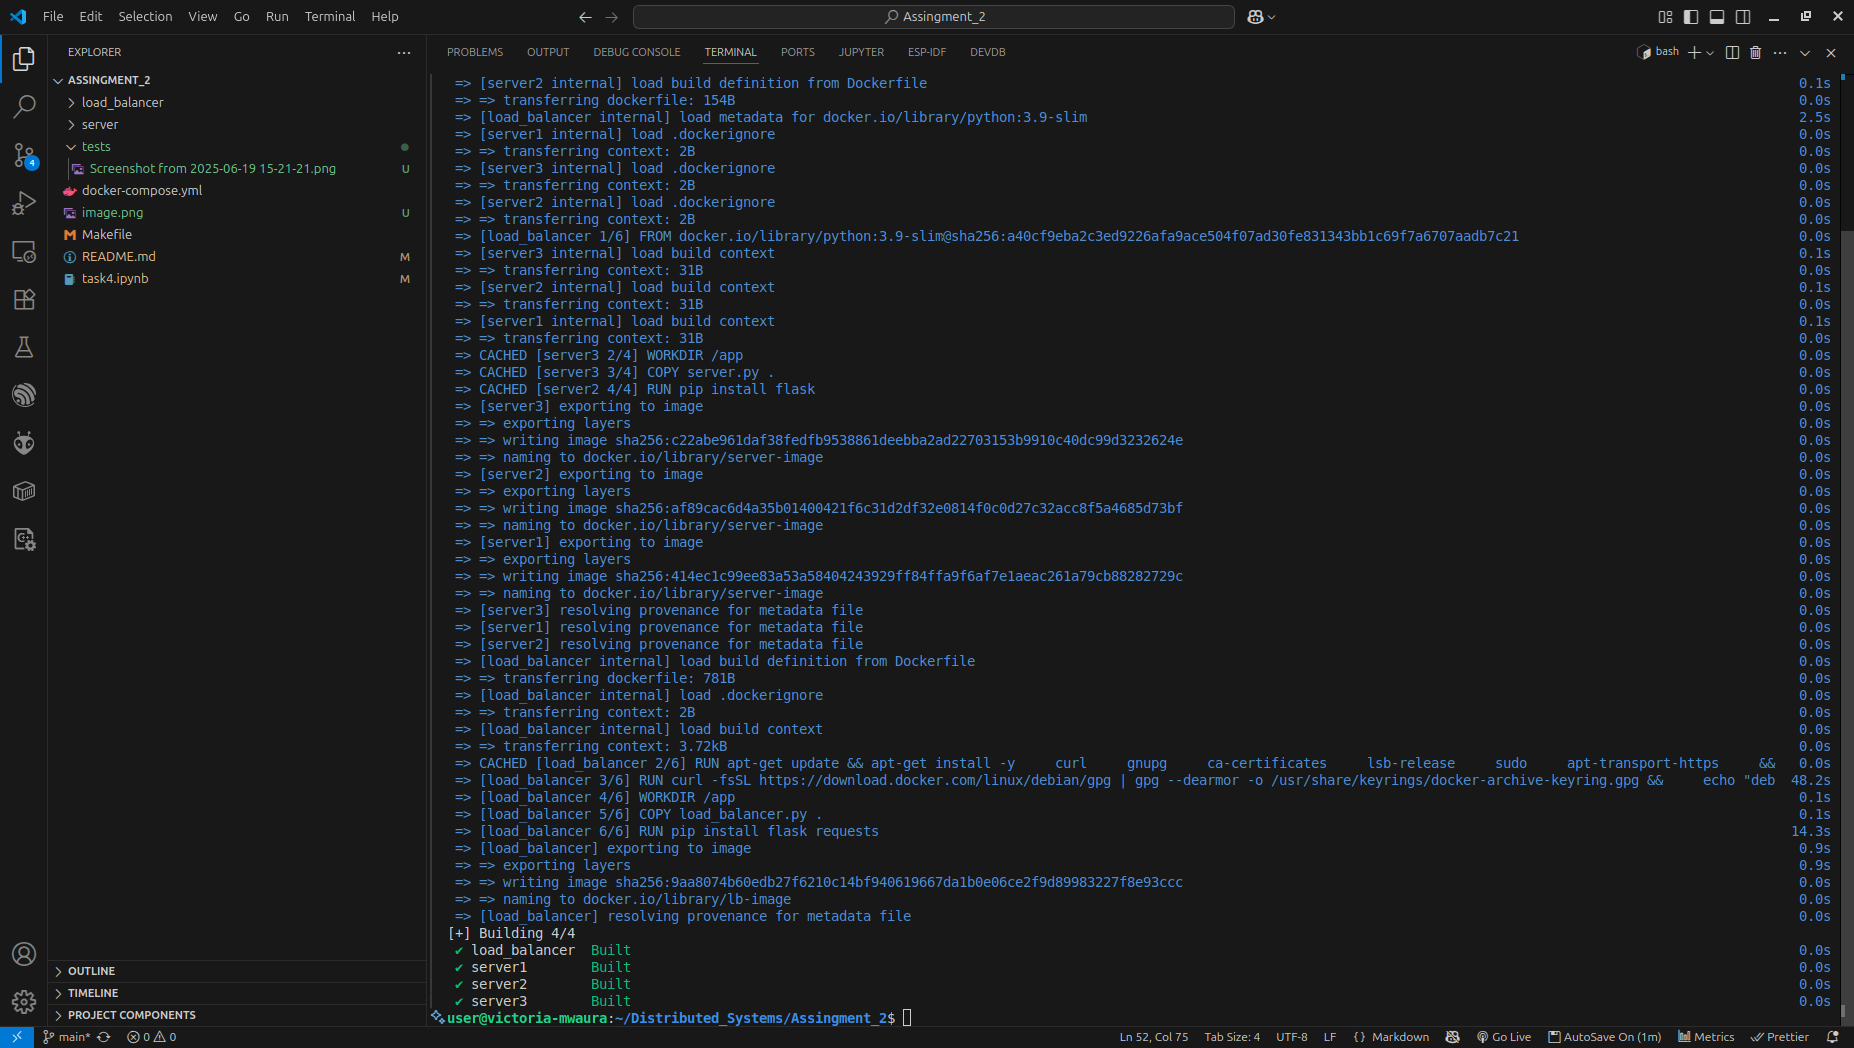 File Edit Selection View Go Run Terminal Help
Assingment_2
EXPLORER
ASSINGMENT_2
load_balancer
server
tests
Screenshot from 2025-06-19 15-21-21.png U
docker-compose.yml
image.png U
Makefile
README.md M
task4.ipynb M
4
OUTLINE
TIMELINE
PROJECT COMPONENTS
PROBLEMS OUTPUT DEBUG CONSOLE TERMINAL PORTS JUPYTER ESP-IDF DEVDB
bash
=> [server2 internal] load build definition from Dockerfile 0.1s
=> => transferring dockerfile: 154B 0.0s
=> [load_balancer internal] load metadata for docker.io/library/python:3.9-slim 2.5s
=> [server1 internal] load .dockerignore 0.0s
=> => transferring context: 2B 0.0s
=> [server3 internal] load .dockerignore 0.0s
=> => transferring context: 2B 0.0s
=> [server2 internal] load .dockerignore 0.0s
=> => transferring context: 2B 0.0s
=> [load_balancer 1/6] FROM docker.io/library/python:3.9-slim@sha256:a40cf9eba2c3ed9226afa9ace504f07ad30fe831343bb1c69f7a6707aadb7c21 0.0s
=> [server3 internal] load build context 0.1s
=> => transferring context: 31B 0.0s
=> [server2 internal] load build context 0.1s
=> => transferring context: 31B 0.0s
=> [server1 internal] load build context 0.1s
=> => transferring context: 31B 0.0s
=> CACHED [server3 2/4] WORKDIR /app 0.0s
=> CACHED [server3 3/4] COPY server.py . 0.0s
=> CACHED [server2 4/4] RUN pip install flask 0.0s
=> [server3] exporting to image 0.0s
=> => exporting layers 0.0s
=> => writing image sha256:c22abe961daf38fedfb9538861deebba2ad22703153b9910c40dc99d3232624e 0.0s
=> => naming to docker.io/library/server-image 0.0s
=> [server2] exporting to image 0.0s
=> => exporting layers 0.0s
=> => writing image sha256:af89cac6d4a35b01400421f6c31d2df32e0814f0c0d27c32acc8f5a4685d73bf 0.0s
=> => naming to docker.io/library/server-image 0.0s
=> [server1] exporting to image 0.0s
=> => exporting layers 0.0s
=> => writing image sha256:414ec1c99ee83a53a58404243929ff84ffa9f6af7e1aeac261a79cb88282729c 0.0s
=> => naming to docker.io/library/server-image 0.0s
=> [server3] resolving provenance for metadata file 0.0s
=> [server1] resolving provenance for metadata file 0.0s
=> [server2] resolving provenance for metadata file 0.0s
=> [load_balancer internal] load build definition from Dockerfile 0.0s
=> => transferring dockerfile: 781B 0.0s
=> [load_balancer internal] load .dockerignore 0.0s
=> => transferring context: 2B 0.0s
=> [load_balancer internal] load build context 0.0s
=> => transferring context: 3.72kB 0.0s
=> CACHED [load_balancer 2/6] RUN apt-get update && apt-get install -y curl gnupg ca-certificates lsb-release sudo apt-transport-https && 0.0s
=> [load_balancer 3/6] RUN curl -fsSL https://download.docker.com/linux/debian/gpg | gpg --dearmor -o /usr/share/keyrings/docker-archive-keyring.gpg && echo "deb 48.2s
=> [load_balancer 4/6] WORKDIR /app 0.1s
=> [load_balancer 5/6] COPY load_balancer.py . 0.1s
=> [load_balancer 6/6] RUN pip install flask requests 14.3s
=> [load_balancer] exporting to image 0.9s
=> => exporting layers 0.9s
=> => writing image sha256:9aa8074b60edb27f6210c14bf940619667da1b0e06ce2f9d89983227f8e93ccc 0.0s
=> => naming to docker.io/library/lb-image 0.0s
=> [load_balancer] resolving provenance for metadata file 0.0s
[+] Building 4/4
✔ load_balancer Built 0.0s
✔ server1 Built 0.0s
✔ server2 Built 0.0s
✔ server3 Built 0.0s
user@victoria-mwaura:~/Distributed_Systems/Assingment_2$
main* 0 0 Ln 52, Col 75 Tab Size: 4 UTF-8 LF {} Markdown Go Live AutoSave On (1m) Metrics Prettier